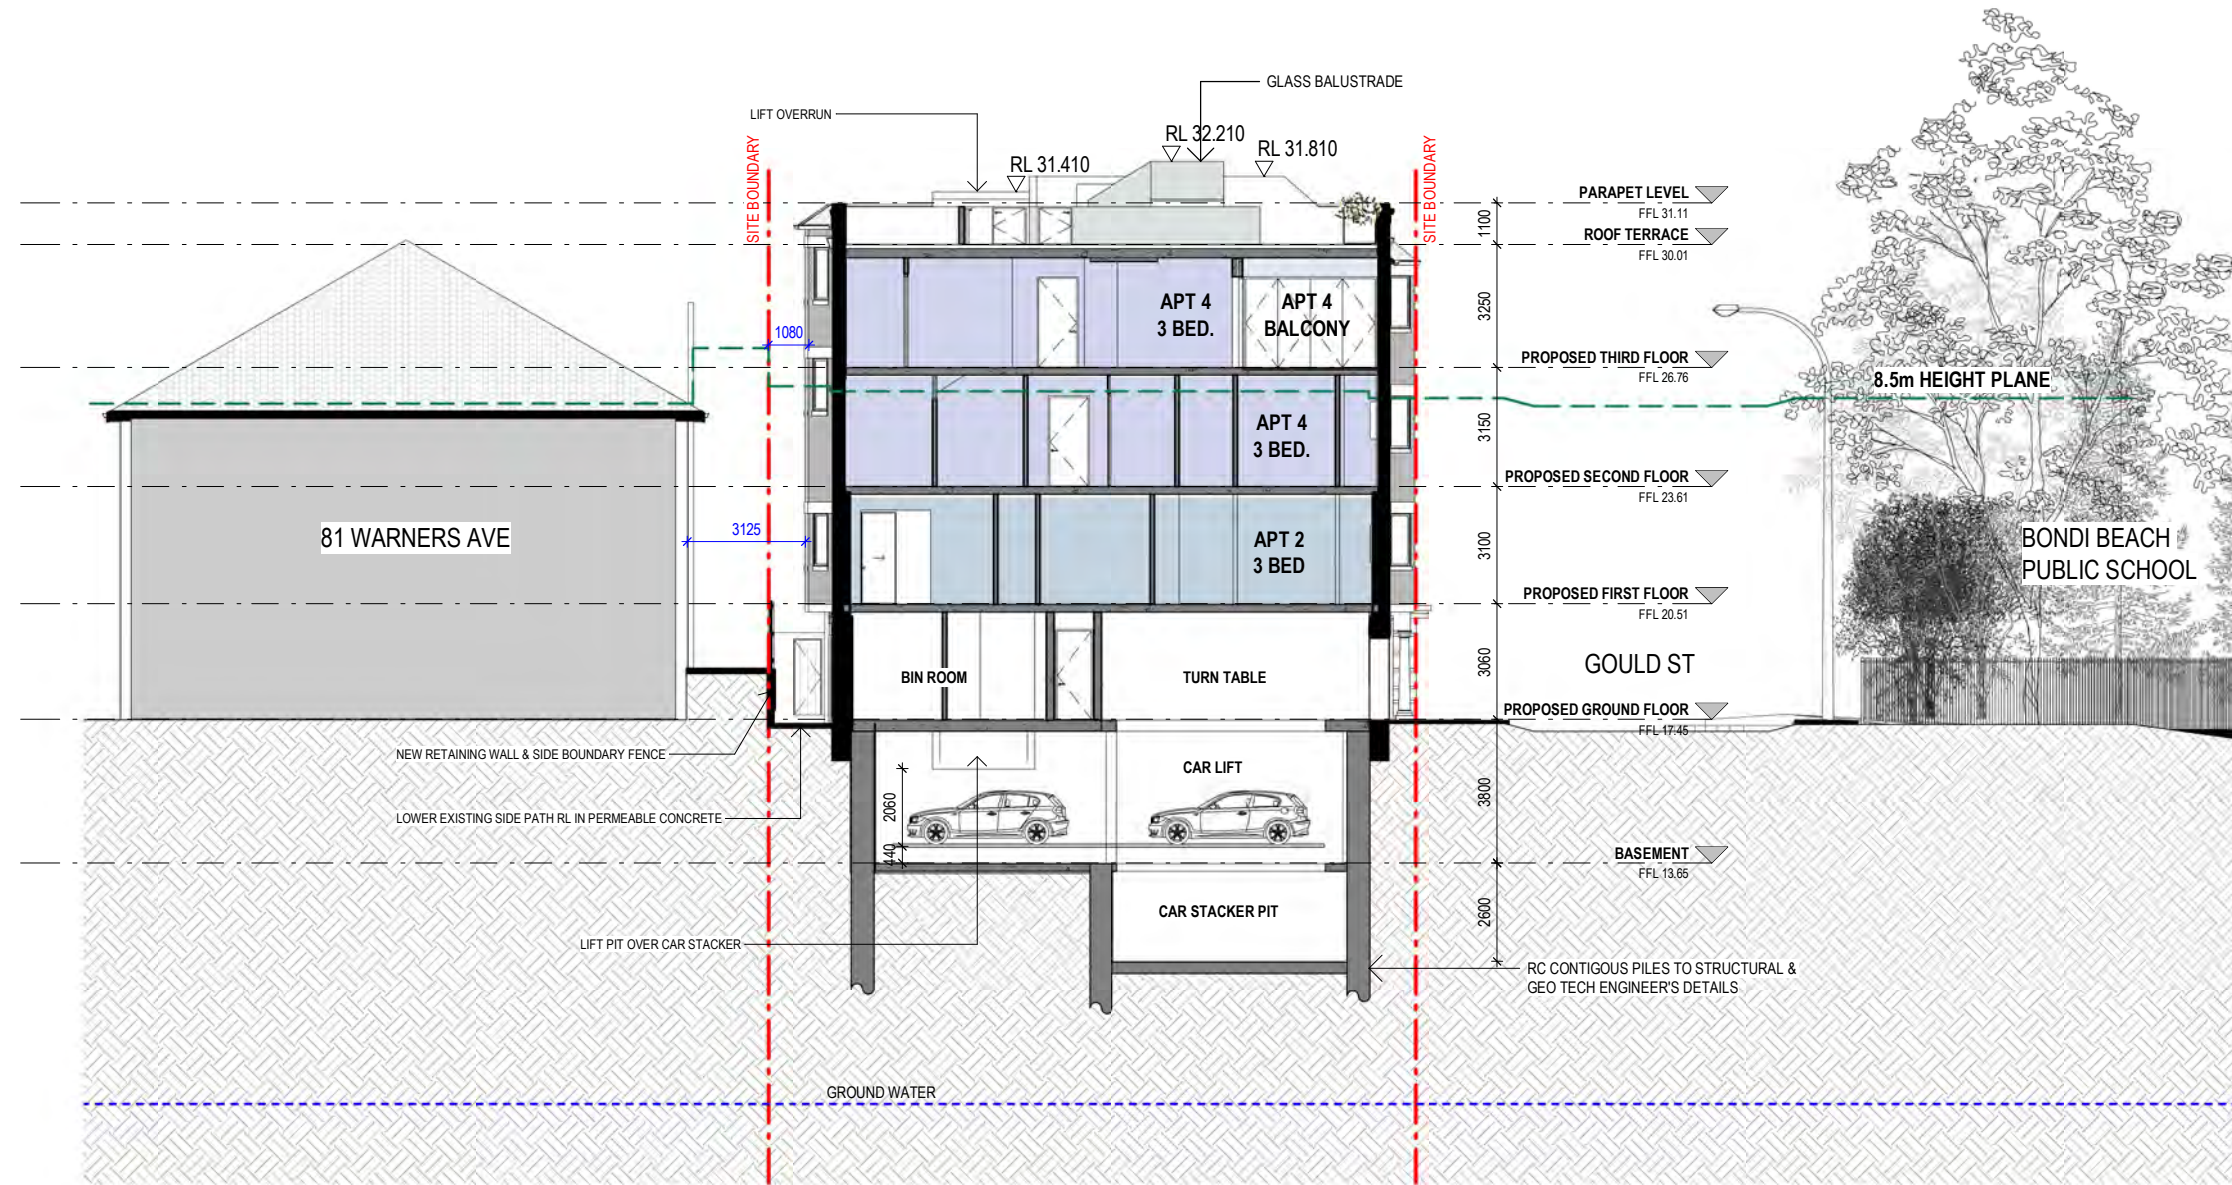 GLASS BALUSTRADE
LIFT OVERRUN
RL 32.210
RL 31.810
RL 31.410
SITE BOUNDARY
SITE BOUNDARY
PARAPET LEVEL
FFL 31.11
1100
ROOF TERRACE
FFL 30.01
APT 4
3 BED.
APT 4
BALCONY
3250
1080
PROPOSED THIRD FLOOR
FFL 26.76
8.5m HEIGHT PLANE
APT 4
3 BED.
3150
PROPOSED SECOND FLOOR
FFL 23.61
81 WARNERS AVE
3125
APT 2
3 BED
3100
BONDI BEACH
PUBLIC SCHOOL
PROPOSED FIRST FLOOR
FFL 20.51
BIN ROOM
TURN TABLE
3060
GOULD ST
PROPOSED GROUND FLOOR
FFL 17.45
NEW RETAINING WALL & SIDE BOUNDARY FENCE
CAR LIFT
2060
3800
LOWER EXISTING SIDE PATH RL IN PERMEABLE CONCRETE
440
BASEMENT
FFL 13.65
CAR STACKER PIT
2600
LIFT PIT OVER CAR STACKER
RC CONTIGOUS PILES TO STRUCTURAL &
GEO TECH ENGINEER'S DETAILS
GROUND WATER